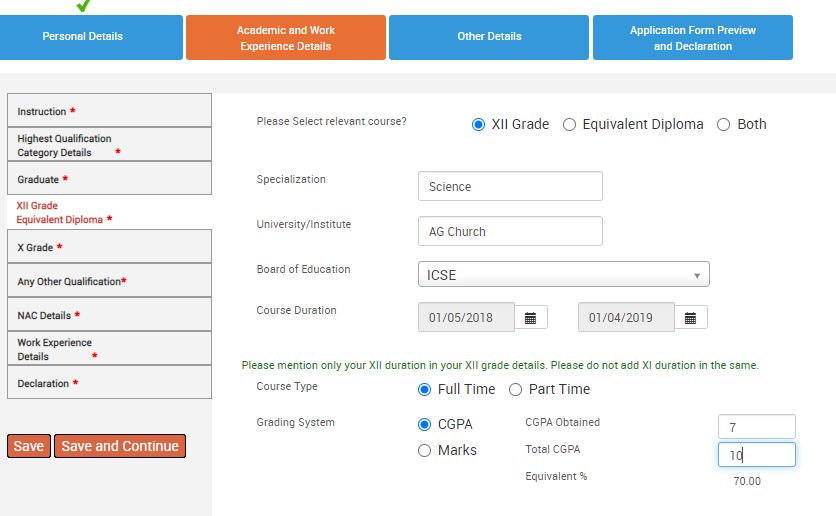 Personal Details
Academic and Work
Experience Details
Other Details
Application Form Preview
and Declaration
Instruction *
Highest Qualification
Category Details *
Graduate *
XII Grade
Equivalent Diploma *
X Grade *
Any Other Qualification*
NAC Details *
Work Experience
Details *
Declaration *
Save Save and Continue
Please Select relevant course? XII Grade Equivalent Diploma Both
Specialization Science
University/Institute AG Church
Board of Education ICSE
Course Duration 01/05/2018 01/04/2019
Please mention only your XII duration in your XII grade details. Please do not add XI duration in the same.
Course Type Full Time Part Time
Grading System CGPA CGPA Obtained 7
Marks Total CGPA 10
Equivalent % 70.00